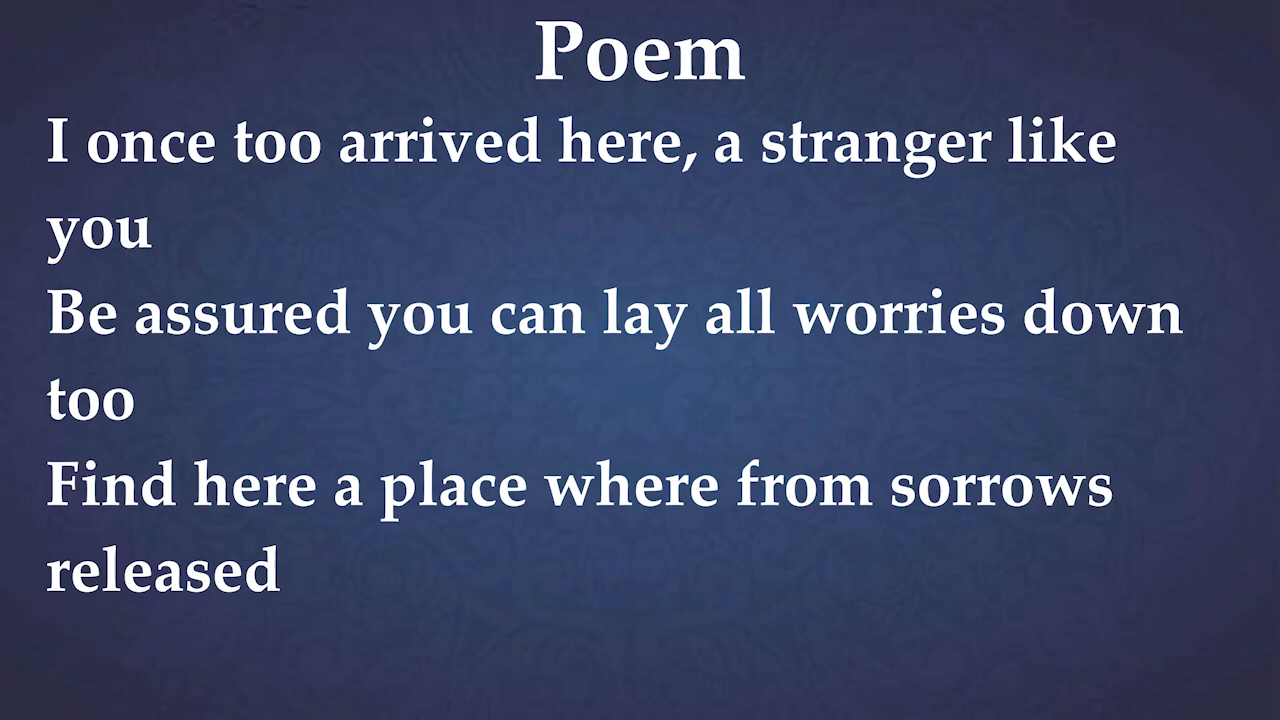 Poem
I once too arrived here, a stranger like
you
Be assured you can lay all worries down
too
Find here a place where from sorrows
released